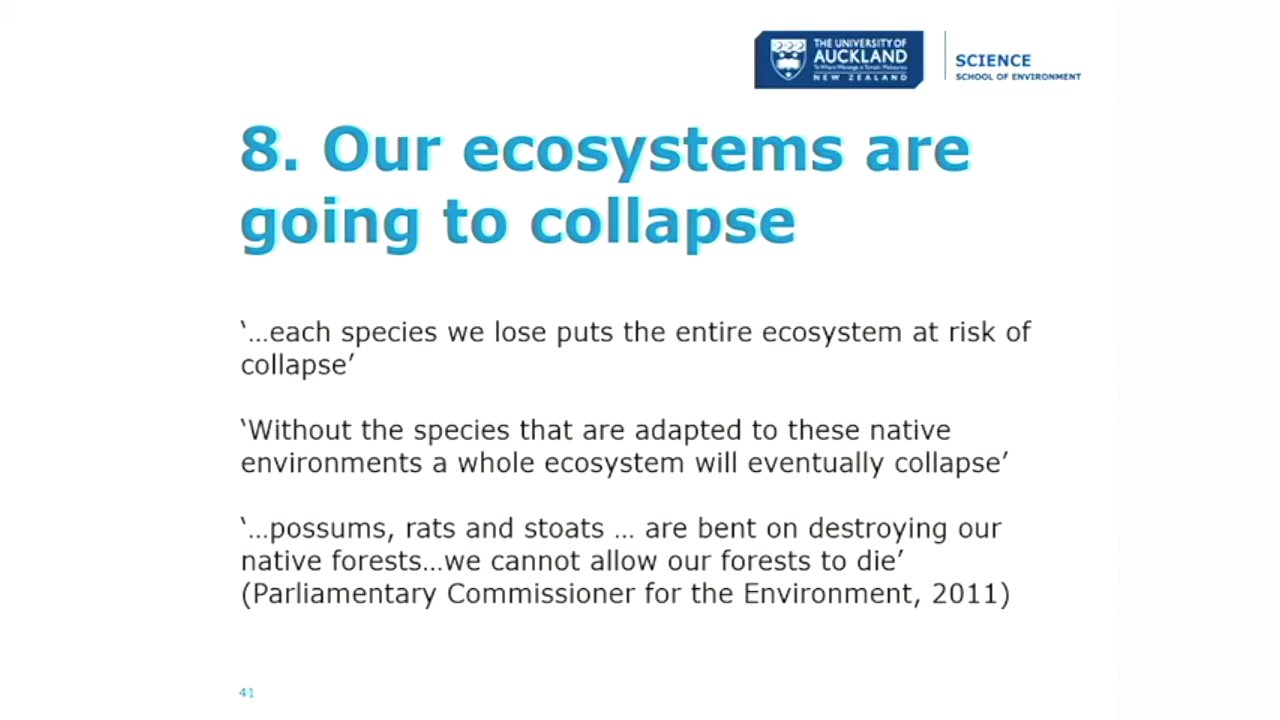 THE UNIVERSITY OF
AUCKLAND
Te Whare Wānanga o Tāmaki Makaurau
NEW ZEALAND
SCIENCE
SCHOOL OF ENVIRONMENT
8. Our ecosystems are
going to collapse
‘…each species we lose puts the entire ecosystem at risk of
collapse’
‘Without the species that are adapted to these native
environments a whole ecosystem will eventually collapse’
‘…possums, rats and stoats … are bent on destroying our
native forests…we cannot allow our forests to die’
(Parliamentary Commissioner for the Environment, 2011)
41